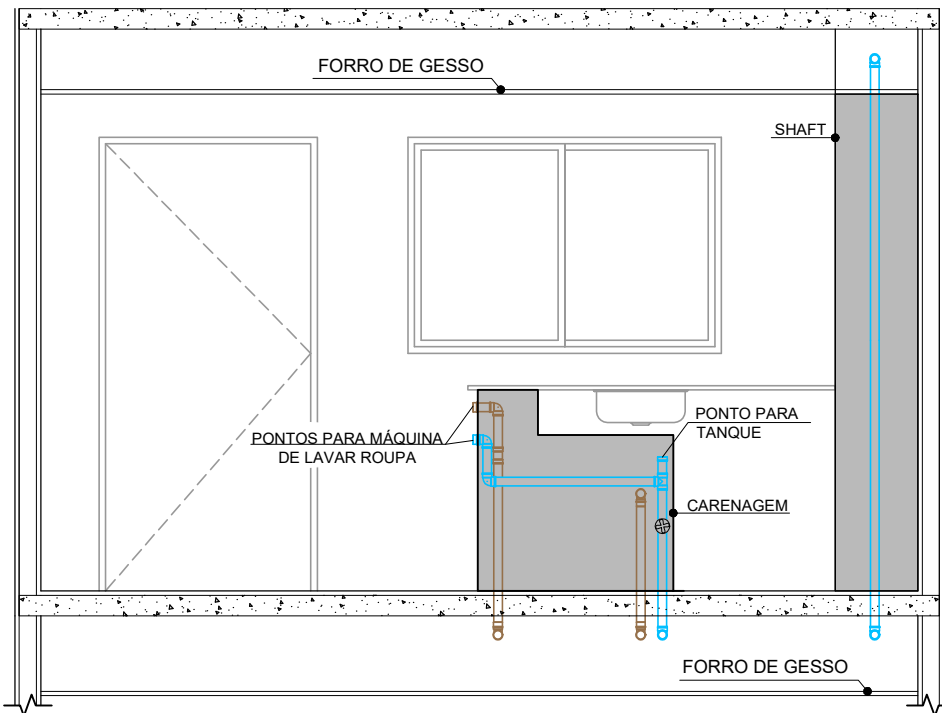 FORRO DE GESSO
SHAFT
PONTO PARA
TANQUE
PONTOS PARA MÁQUINA
DE LAVAR ROUPA
CARENAGEM
FORRO DE GESSO